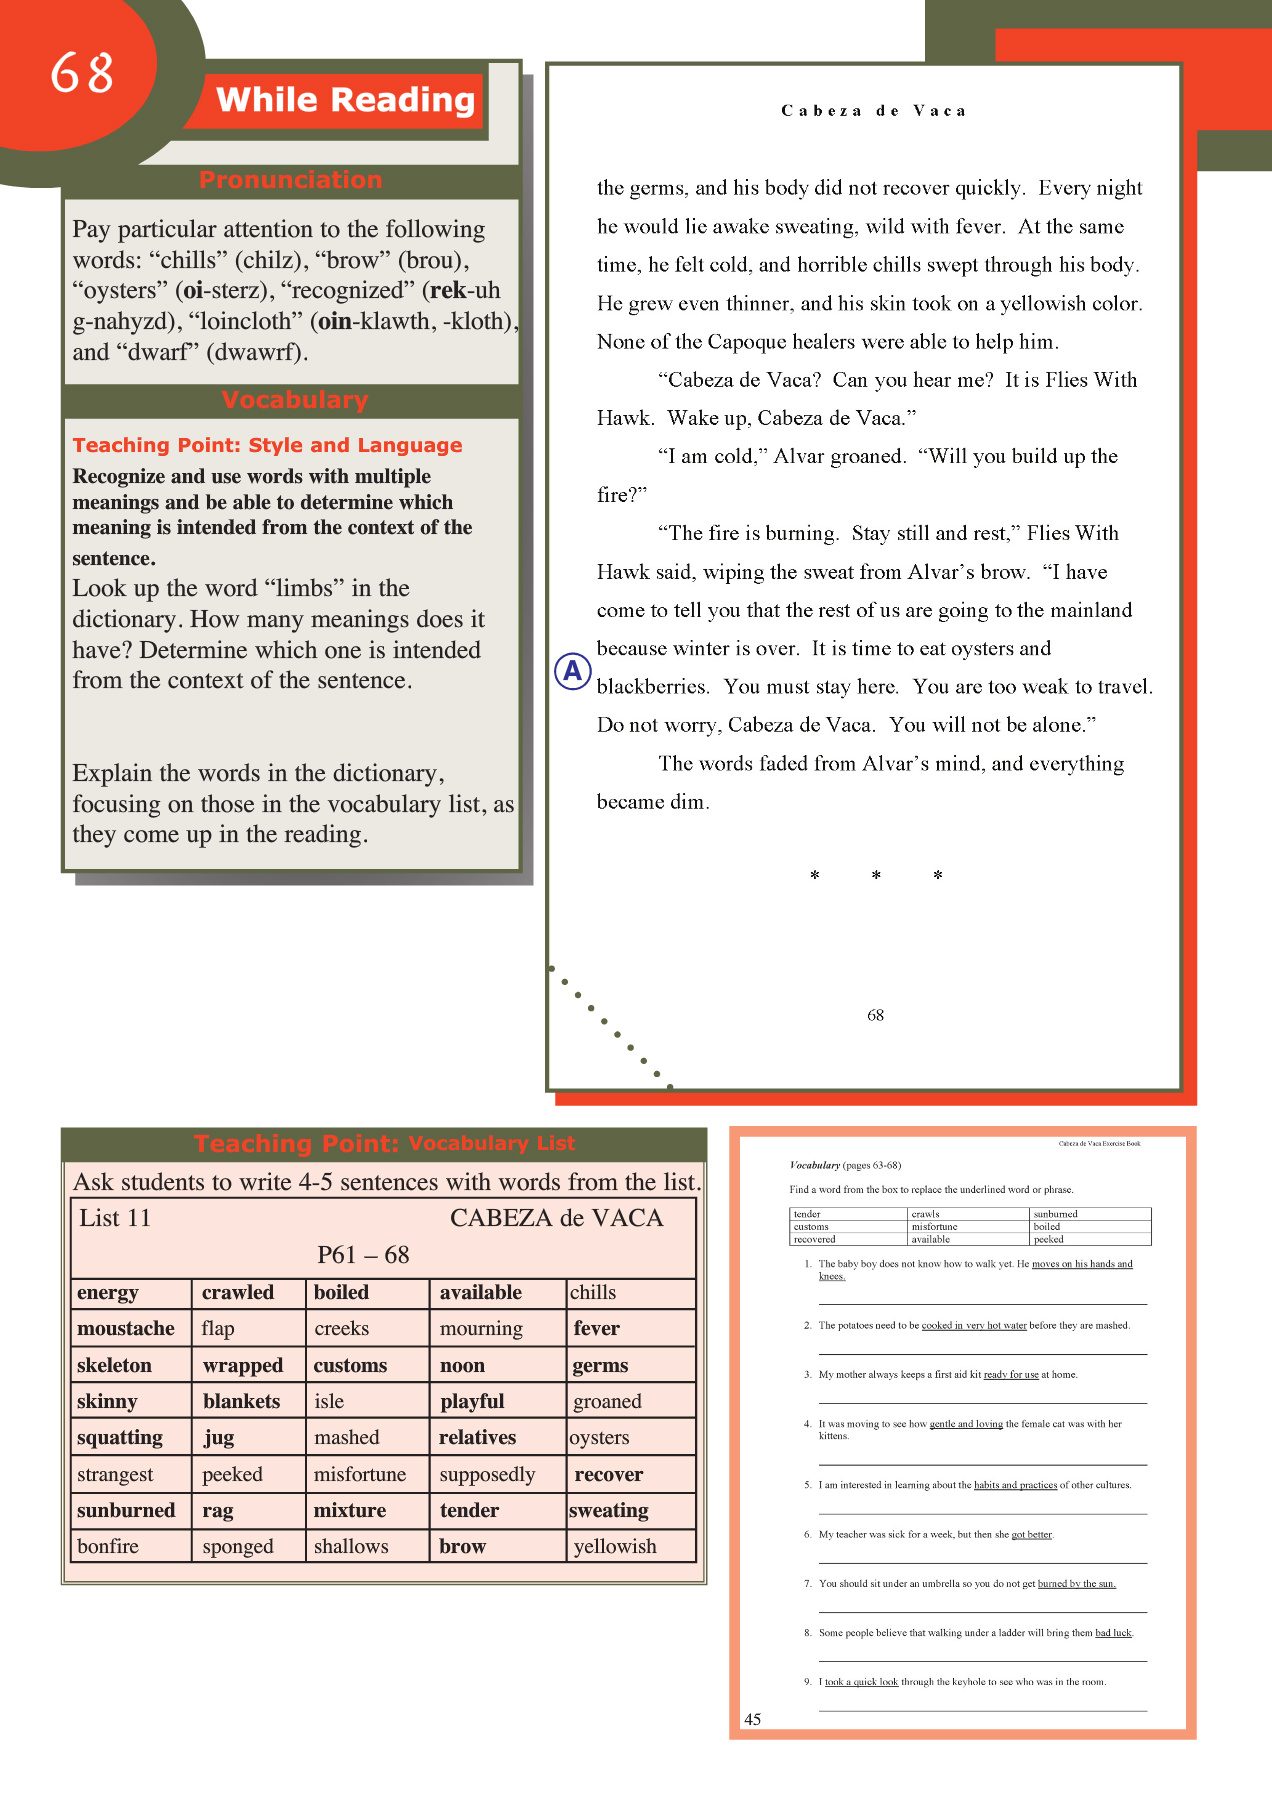 68
While Reading
Pronunciation
Pay particular attention to the following
words: “chills” (chilz), “brow” (brou),
“oysters” (oi-sterz), “recognized” (rek-uh
g-nahyzd), “loincloth” (oin-klawth, -kloth),
and “dwarf” (dwawrf).
Vocabulary
Teaching Point: Style and Language
Recognize and use words with multiple
meanings and be able to determine which
meaning is intended from the context of the
sentence.
Look up the word “limbs” in the
dictionary. How many meanings does it
have? Determine which one is intended
from the context of the sentence.
Explain the words in the dictionary,
focusing on those in the vocabulary list, as
they come up in the reading.
Cabeza de Vaca
the germs, and his body did not recover quickly. Every night
he would lie awake sweating, wild with fever. At the same
time, he felt cold, and horrible chills swept through his body.
He grew even thinner, and his skin took on a yellowish color.
None of the Capoque healers were able to help him.
“Cabeza de Vaca? Can you hear me? It is Flies With
Hawk. Wake up, Cabeza de Vaca.”
“I am cold,” Alvar groaned. “Will you build up the
fire?”
“The fire is burning. Stay still and rest,” Flies With
Hawk said, wiping the sweat from Alvar’s brow. “I have
come to tell you that the rest of us are going to the mainland
because winter is over. It is time to eat oysters and
A
blackberries. You must stay here. You are too weak to travel.
Do not worry, Cabeza de Vaca. You will not be alone.”
The words faded from Alvar’s mind, and everything
became dim.
* * *
68
Teaching Point: Vocabulary List
Ask students to write 4-5 sentences with words from the list.
List 11 CABEZA de VACA
P61 – 68
energy crawled boiled available chills
moustache flap creeks mourning fever
skeleton wrapped customs noon germs
skinny blankets isle playful groaned
squatting jug mashed relatives oysters
strangest peeked misfortune supposedly recover
sunburned rag mixture tender sweating
bonfire sponged shallows brow yellowish
Cabeza de Vaca Exercise Book
Vocabulary (pages 63-68)
Find a word from the box to replace the underlined word or phrase.
tender crawls sunburned
customs misfortune boiled
recovered available peeked
1. The baby boy does not know how to walk yet. He moves on his hands and
knees.
2. The potatoes need to be cooked in very hot water before they are mashed.
3. My mother always keeps a first aid kit ready for use at home.
4. It was moving to see how gentle and loving the female cat was with her
kittens.
5. I am interested in learning about the habits and practices of other cultures.
6. My teacher was sick for a week, but then she got better.
7. You should sit under an umbrella so you do not get burned by the sun.
8. Some people believe that walking under a ladder will bring them bad luck.
9. I took a quick look through the keyhole to see who was in the room.
45